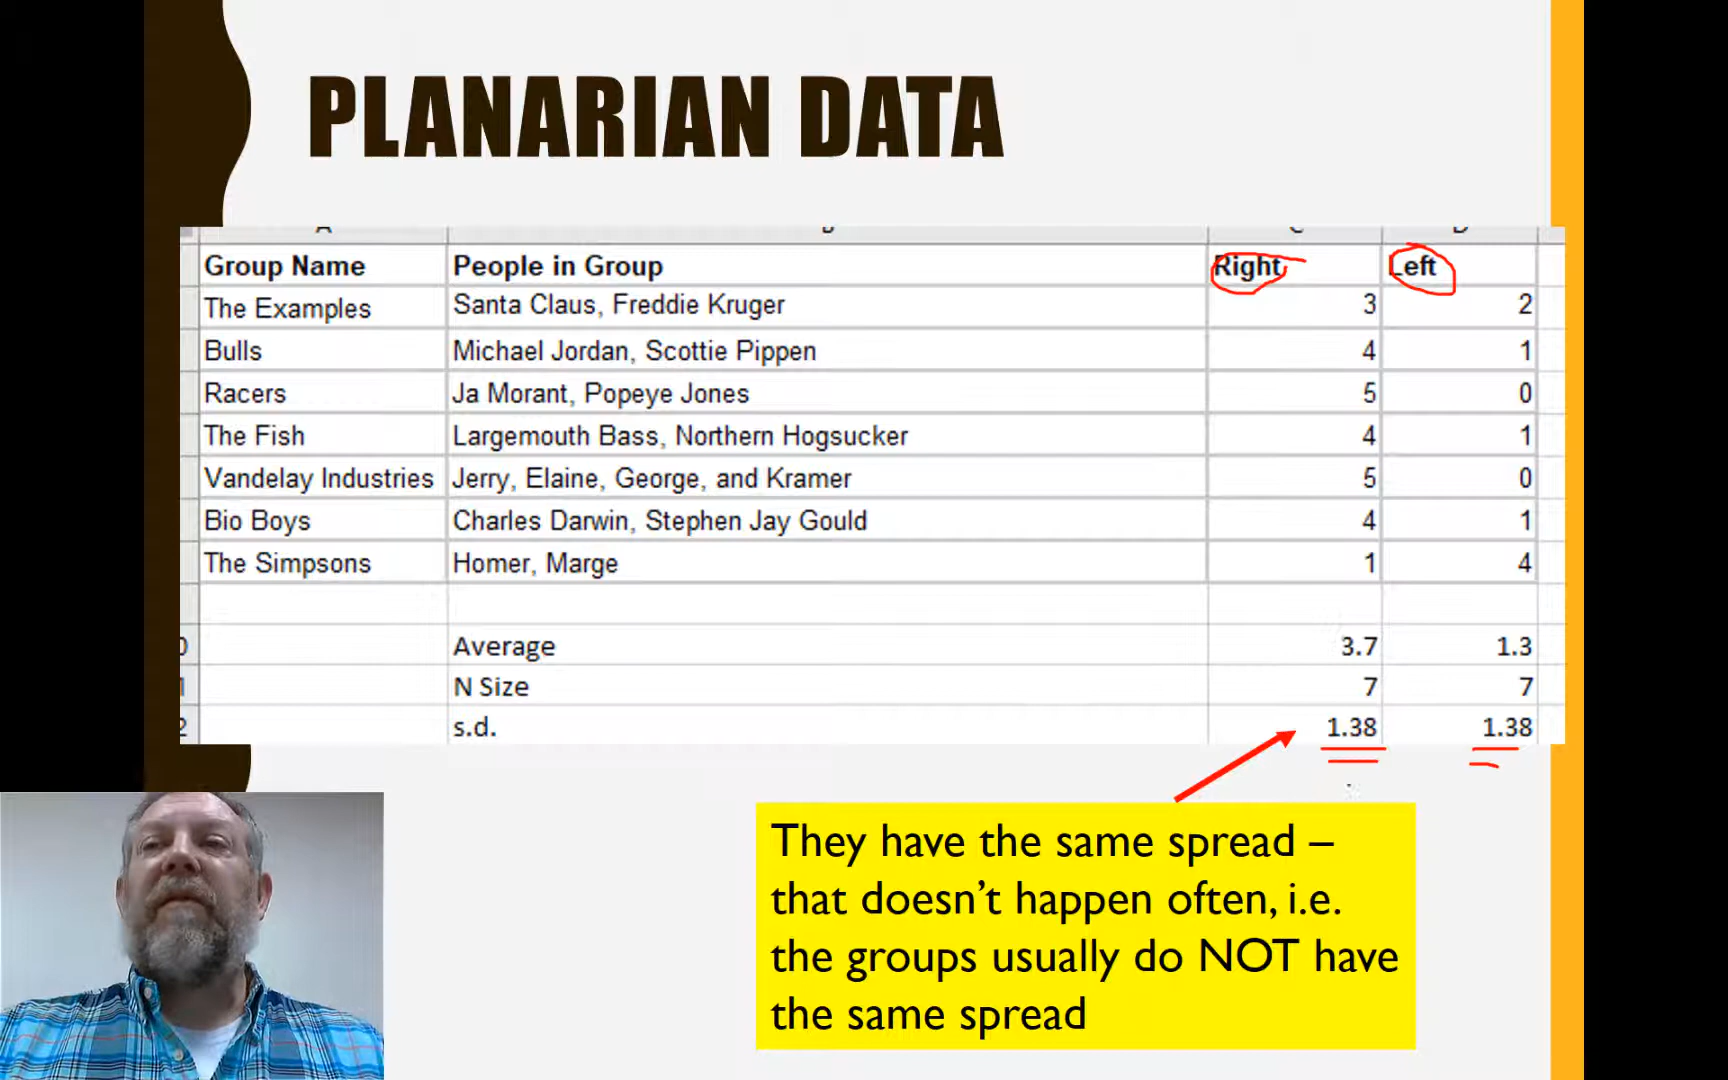 PLANARIAN DATA
Group Name People in Group Right Left
The Examples Santa Claus, Freddie Kruger 3 2
Bulls Michael Jordan, Scottie Pippen 4 1
Racers Ja Morant, Popeye Jones 5 0
The Fish Largemouth Bass, Northern Hogsucker 4 1
Vandelay Industries Jerry, Elaine, George, and Kramer 5 0
Bio Boys Charles Darwin, Stephen Jay Gould 4 1
The Simpsons Homer, Marge 1 4
Average 3.7 1.3
N Size 7 7
s.d. 1.38 1.38
They have the same spread –
that doesn't happen often, i.e.
the groups usually do NOT have
the same spread